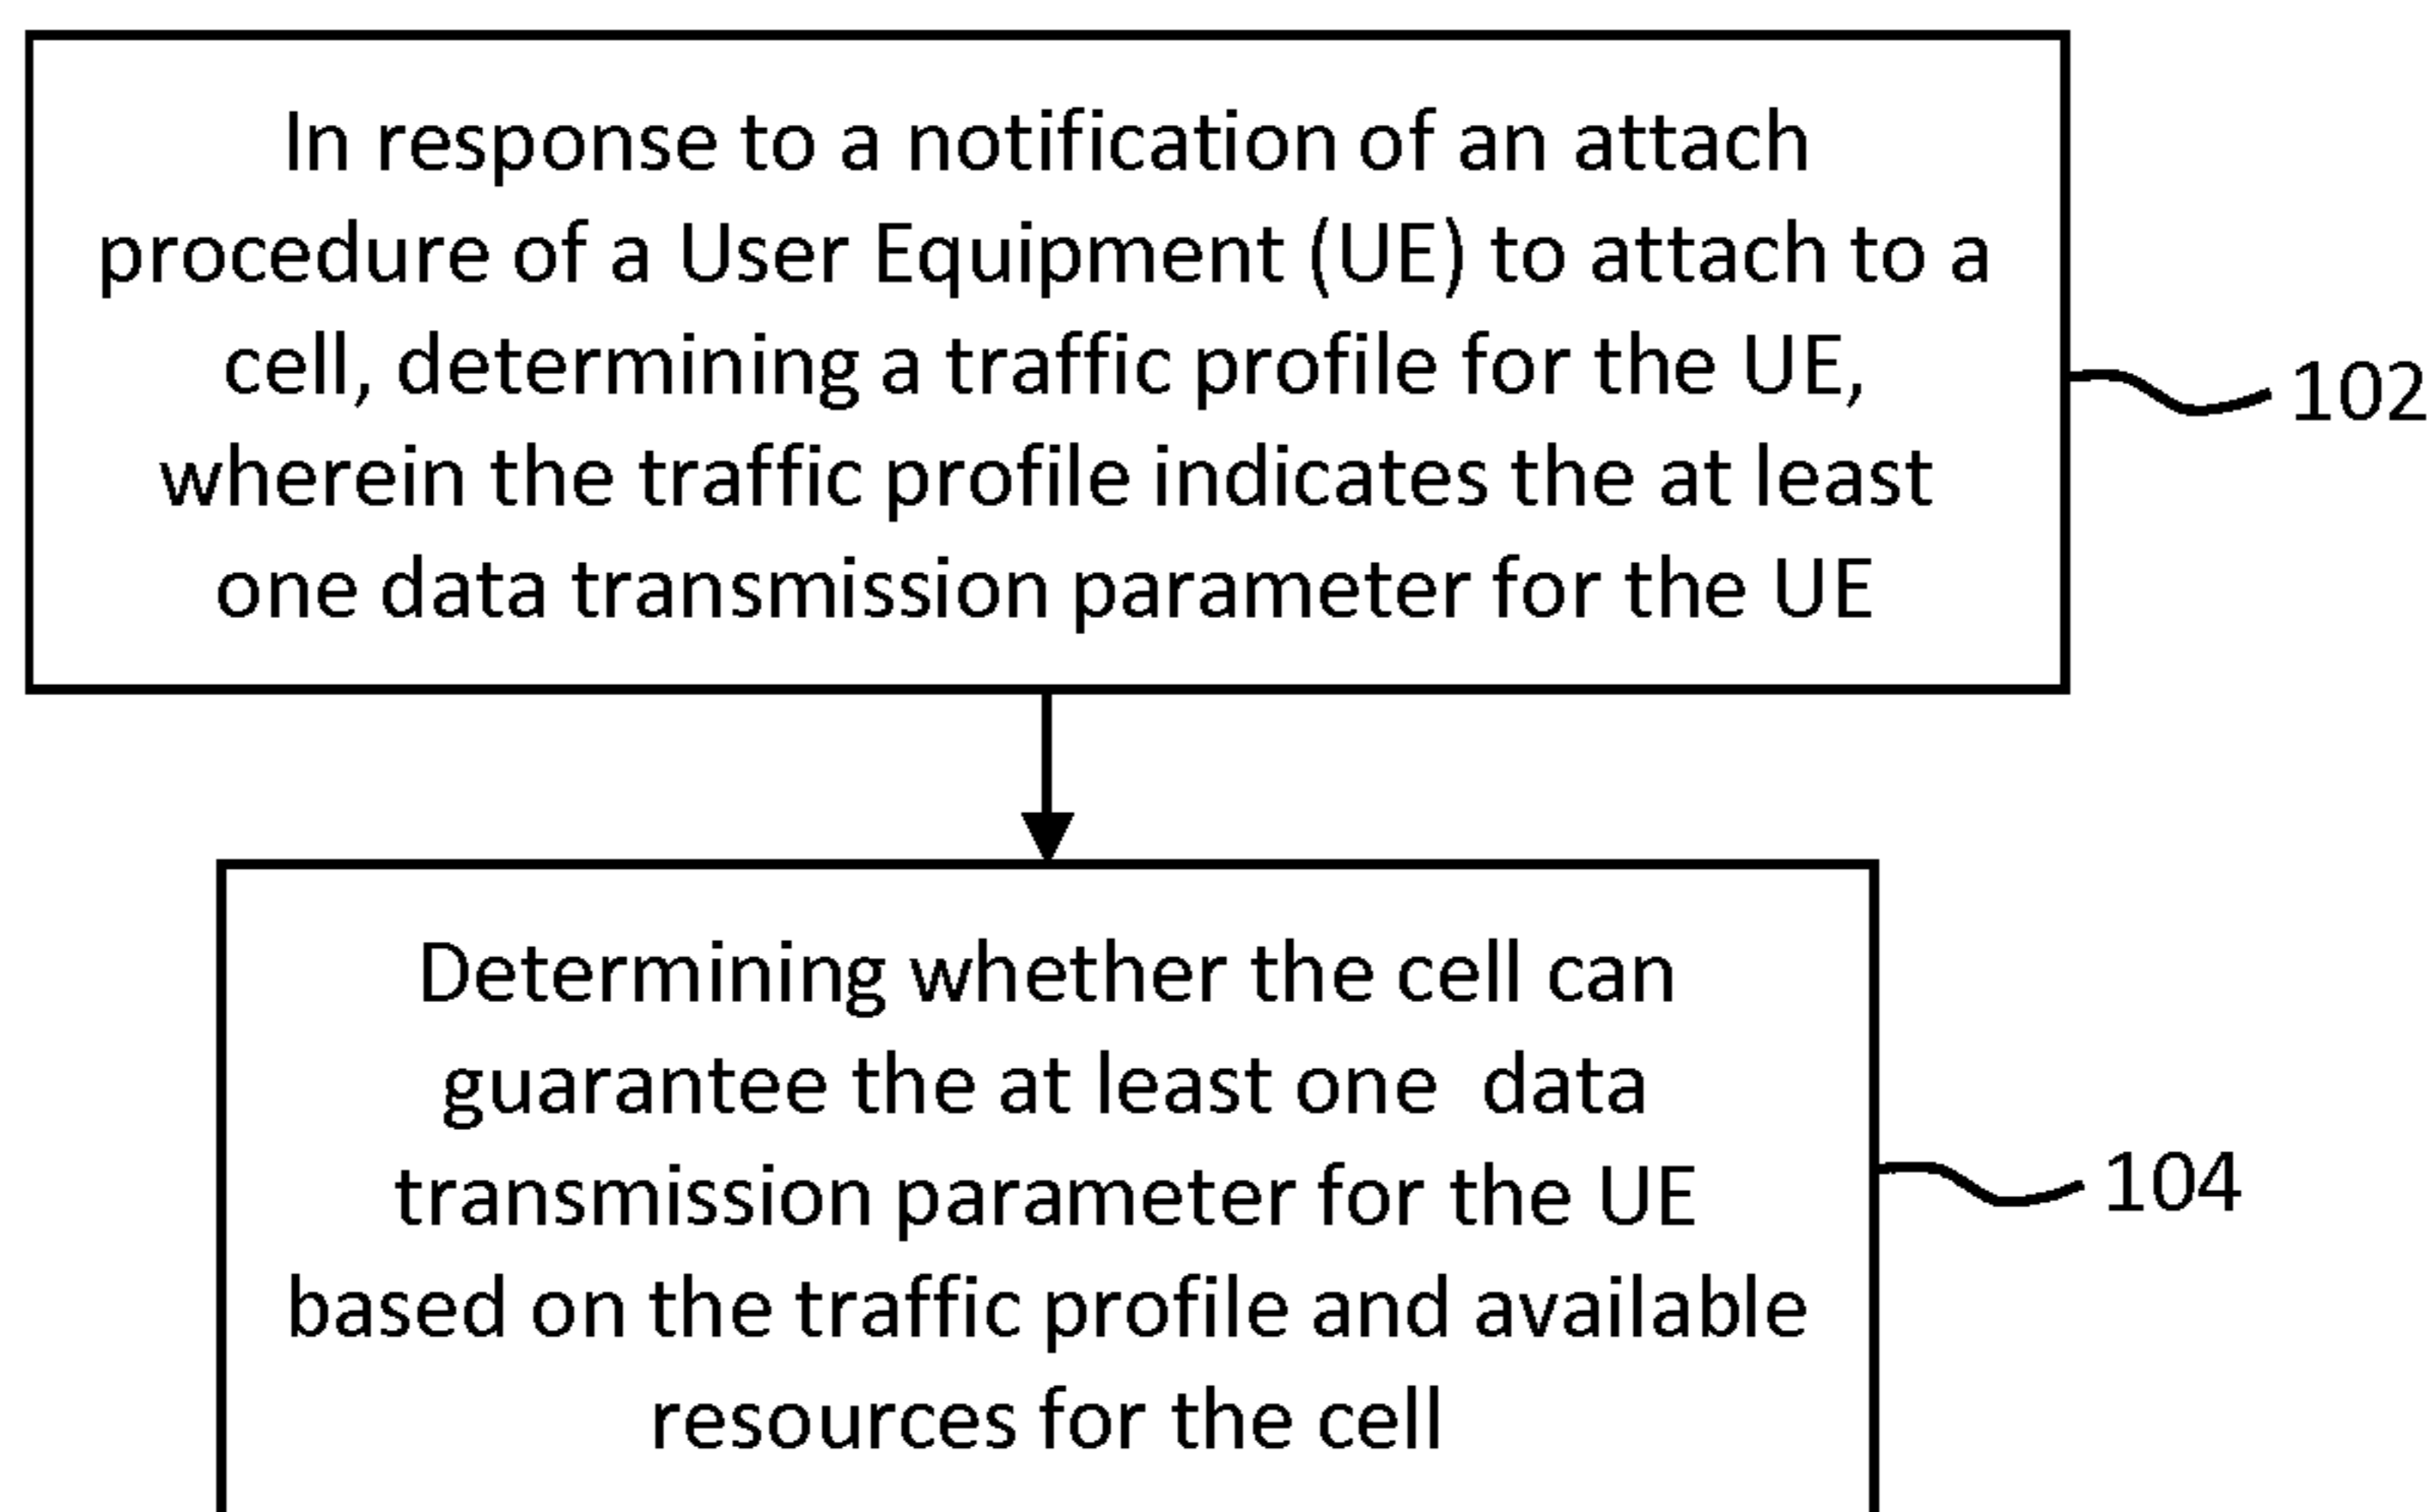 In response to a notification of an attach
procedure of a User Equipment (UE) to attach to a
cell, determining a traffic profile for the UE,
wherein the traffic profile indicates the at least
one data transmission parameter for the UE
102
Determining whether the cell can
guarantee the at least one  data
transmission parameter for the UE
based on the traffic profile and available
resources for the cell
104